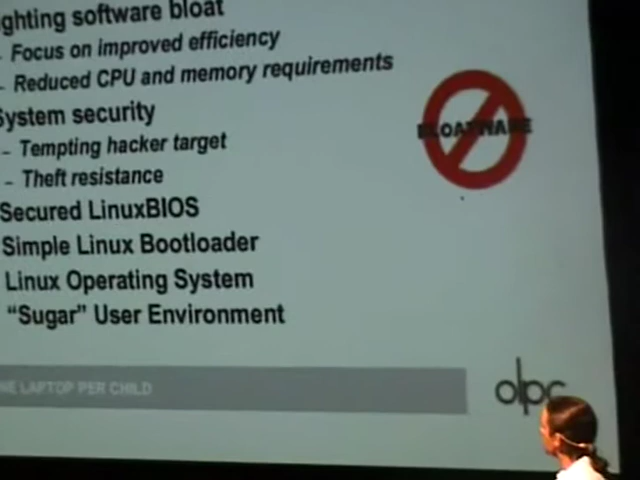 ghting software bloat
- Focus on improved efficiency
- Reduced CPU and memory requirements
BLOATWARE
System security
- Tempting hacker target
- Theft resistance
Secured LinuxBIOS
Simple Linux Bootloader
Linux Operating System
"Sugar" User Environment
NE LAPTOP PER CHILD
olpc